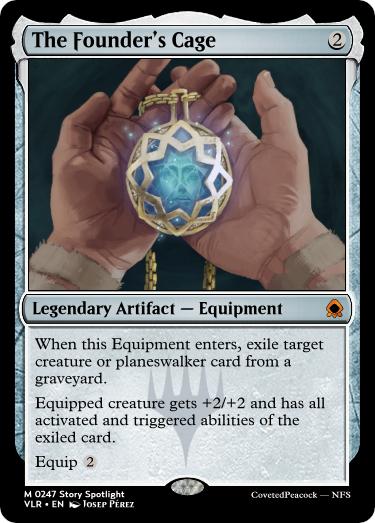 The Founder's Cage 2
Legendary Artifact — Equipment
When this Equipment enters, exile target
creature or planeswalker card from a
graveyard.
Equipped creature gets +2/+2 and has all
activated and triggered abilities of the
exiled card.
Equip 2
M 0247 Story Spotlight
VLR • EN Josep Pérez
CovetedPeacock — NFS